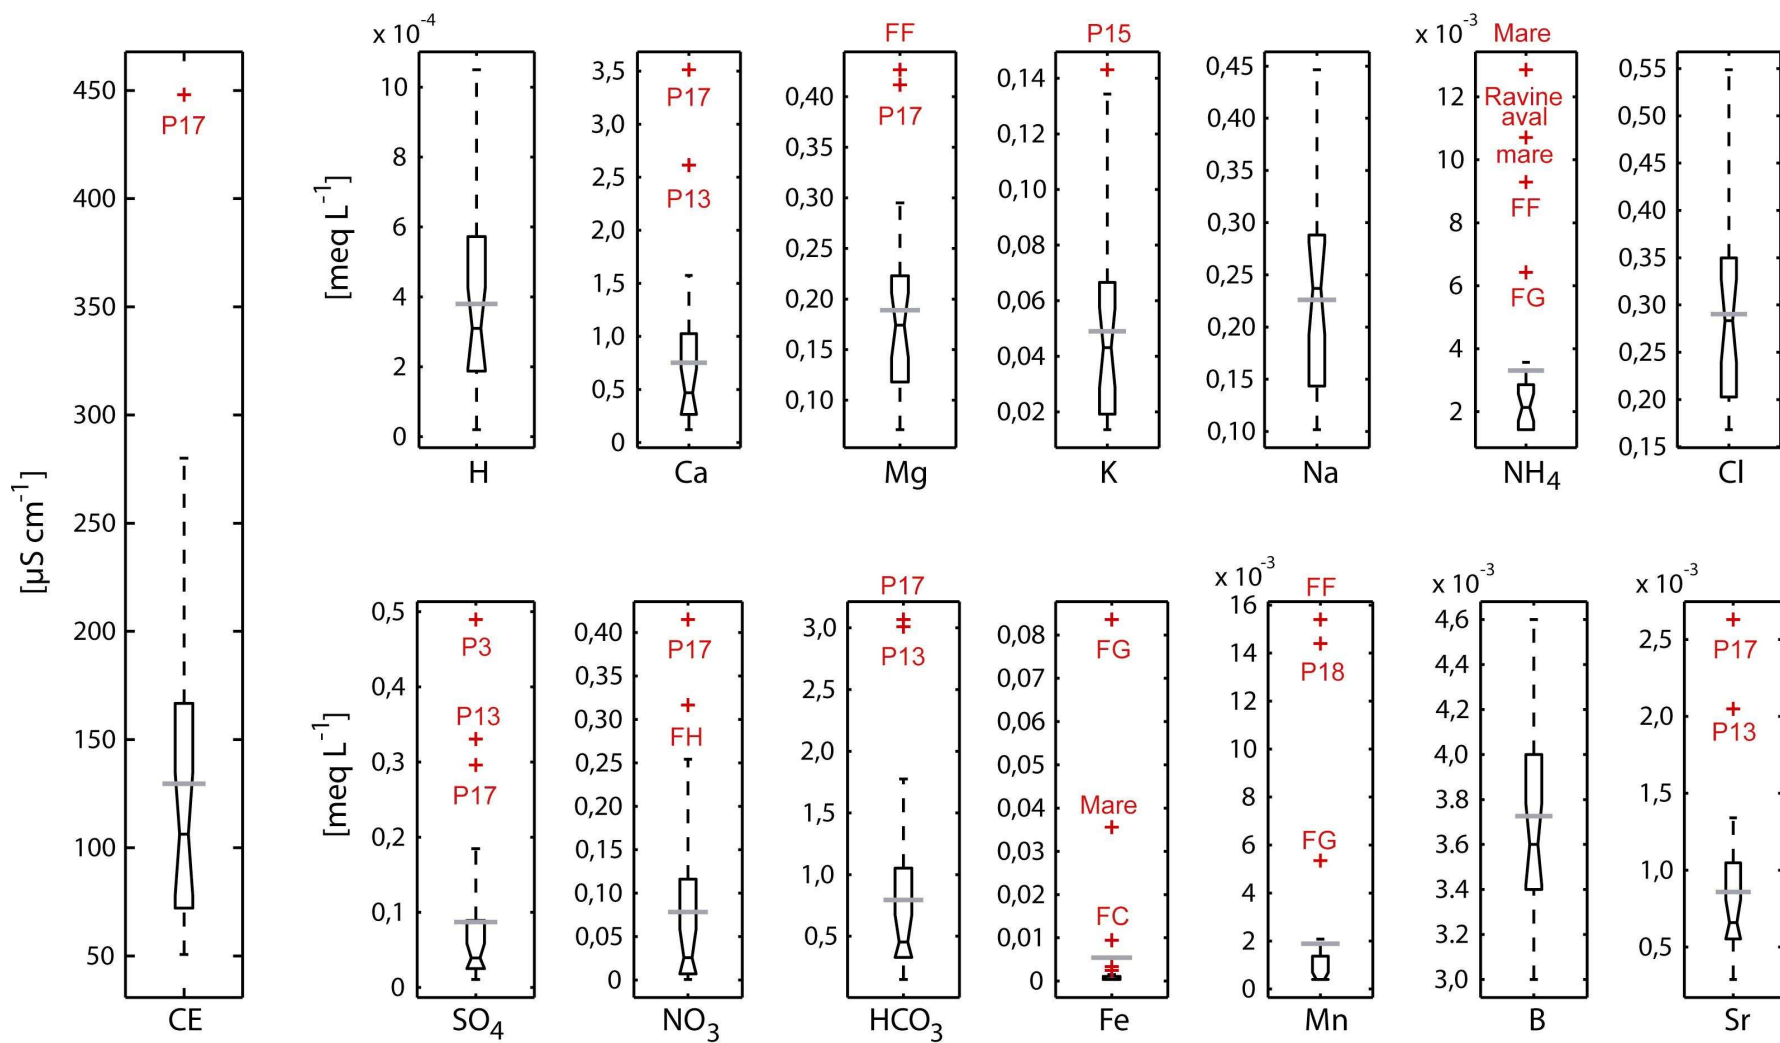 [µS cm-1]
450
400
350
300
250
200
150
100
50
P17
CE
[meq L-1]
x 10-4
10
8
6
4
2
0
H
3,5
3,0
2,5
2,0
1,5
1,0
0,5
0
P17
P13
Ca
FF
0,40
0,35
0,30
0,25
0,20
0,15
0,10
P17
Mg
P15
0,14
0,12
0,10
0,08
0,06
0,04
0,02
K
0,45
0,40
0,35
0,30
0,25
0,20
0,15
0,10
Na
x 10-3
Mare
12
10
8
6
4
2
Ravine
aval
mare
FF
FG
NH4
0,55
0,50
0,45
0,40
0,35
0,30
0,25
0,20
0,15
Cl
[meq L-1]
0,5
0,4
0,3
0,2
0,1
0
P3
P13
P17
SO4
0,40
0,35
0,30
0,25
0,20
0,15
0,10
0,05
0
P17
FH
NO3
P17
3,0
2,5
2,0
1,5
1,0
0,5
P13
HCO3
0,08
0,07
0,06
0,05
0,04
0,03
0,02
0,01
0
FG
Mare
FC
Fe
x 10-3
FF
16
14
12
10
8
6
4
2
0
P18
FG
Mn
x 10-3
4,6
4,4
4,2
4,0
3,8
3,6
3,4
3,2
3,0
B
x 10-3
2,5
2,0
1,5
1,0
0,5
P17
P13
Sr